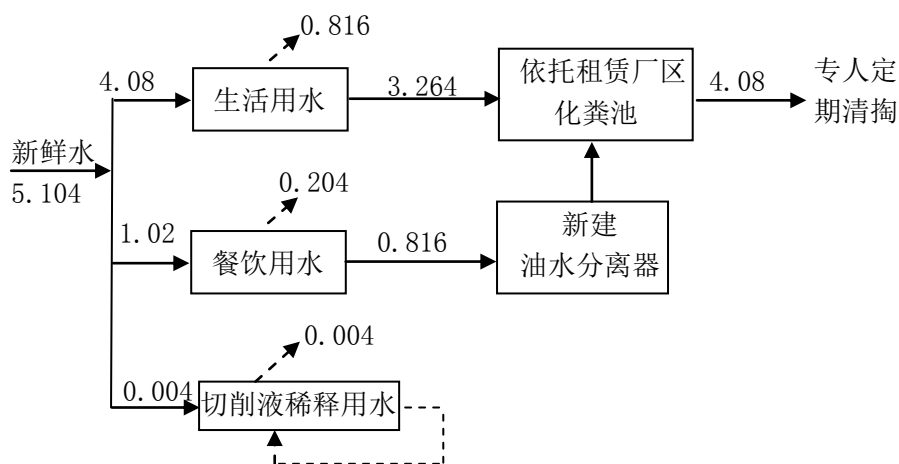 0.816
4.08
生活用水
3.264
依托租赁厂区
化粪池
4.08
专人定
期清掏
新鲜水
5.104
0.204
1.02
餐饮用水
0.816
新建
油水分离器
0.004
0.004
切削液稀释用水